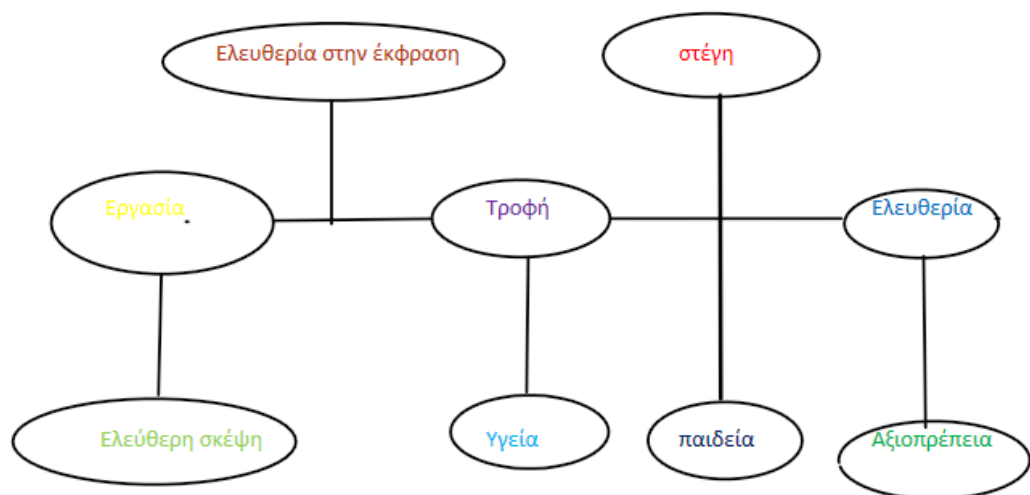 Ελευθερία στην έκφραση
στέγη
Εργασία
Τροφή
Ελευθερία
Ελεύθερη σκέψη
Υγεία
παιδεία
Αξιοπρέπεια